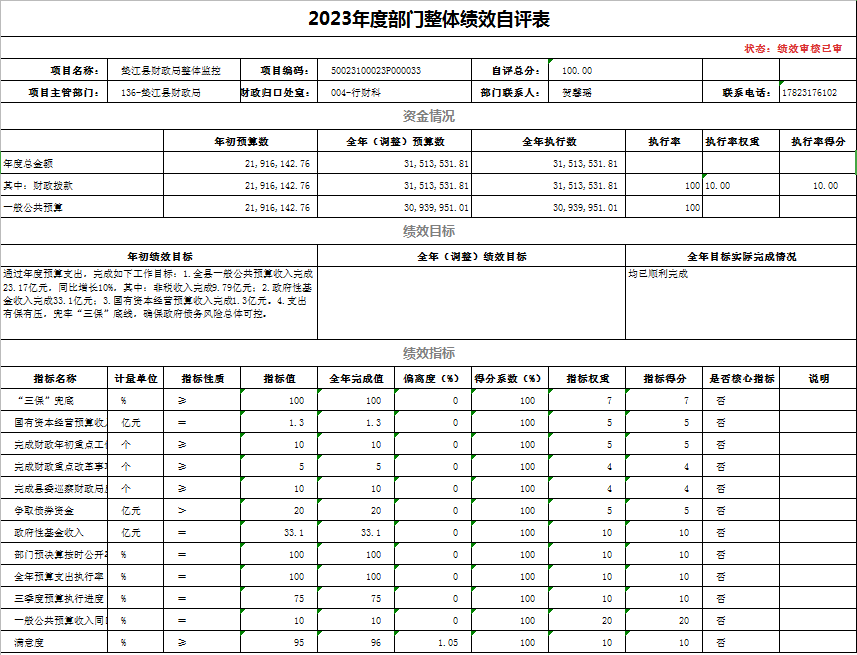 2023年度部门整体绩效自评表
状态：绩效审核已审
项目名称： 垫江县财政局整体监控 项目编码： 50023100023P000033 自评总分： 100.00
项目主管部门： 136-垫江县财政局 财政归口处室： 004-行财科 部门联系人： 贺馨瑶 联系电话： 17823176102
资金情况
年初预算数 全年（调整）预算数 全年执行数 执行率 执行率权重 执行率得分
年度总金额 21,916,142.76 31,513,531.81 31,513,531.81
其中：财政拨款 21,916,142.76 31,513,531.81 31,513,531.81 100 10.00 10.00
一般公共预算 21,916,142.76 30,939,951.01 30,939,951.01 100
绩效目标
年初绩效目标 全年（调整）绩效目标 全年目标实际完成情况
通过年度预算支出，完成如下工作目标：1.全县一般公共预算收入完成 均已顺利完成
23.17亿元，同比增长10%，其中：非税收入完成9.79亿元；2.政府性基
金收入完成33.1亿元；3.国有资本经营预算收入完成1.3亿元。4.支出
有保有压，兜牢“三保”底线，确保政府债务风险总体可控。
绩效指标
指标名称 计量单位 指标性质 指标值 全年完成值 偏离度（%） 得分系数（%） 指标权重 指标得分 是否核心指标 说明
“三保”兜底 % ≥ 100 100 0 100 7 7 否
国有资本经营预算收 亿元 ＝ 1.3 1.3 0 100 5 5 否
完成财政年初重点工 个 ≥ 10 10 0 100 5 5 否
完成财政重点改革事 个 ≥ 5 5 0 100 4 4 否
完成县委巡察财政局 个 ≥ 10 10 0 100 4 4 否
争取债券资金 亿元 ＞ 20 20 0 100 5 5 否
政府性基金收入 亿元 ＝ 33.1 33.1 0 100 10 10 否
部门预决算按时公开 % ＝ 100 100 0 100 10 10 否
全年预算支出执行率 % ＝ 100 100 0 100 10 10 否
三季度预算执行进度 % ＝ 75 75 0 100 10 10 否
一般公共预算收入同 % ＝ 10 10 0 100 20 20 否
满意度 % ≥ 95 96 1.05 100 10 10 否